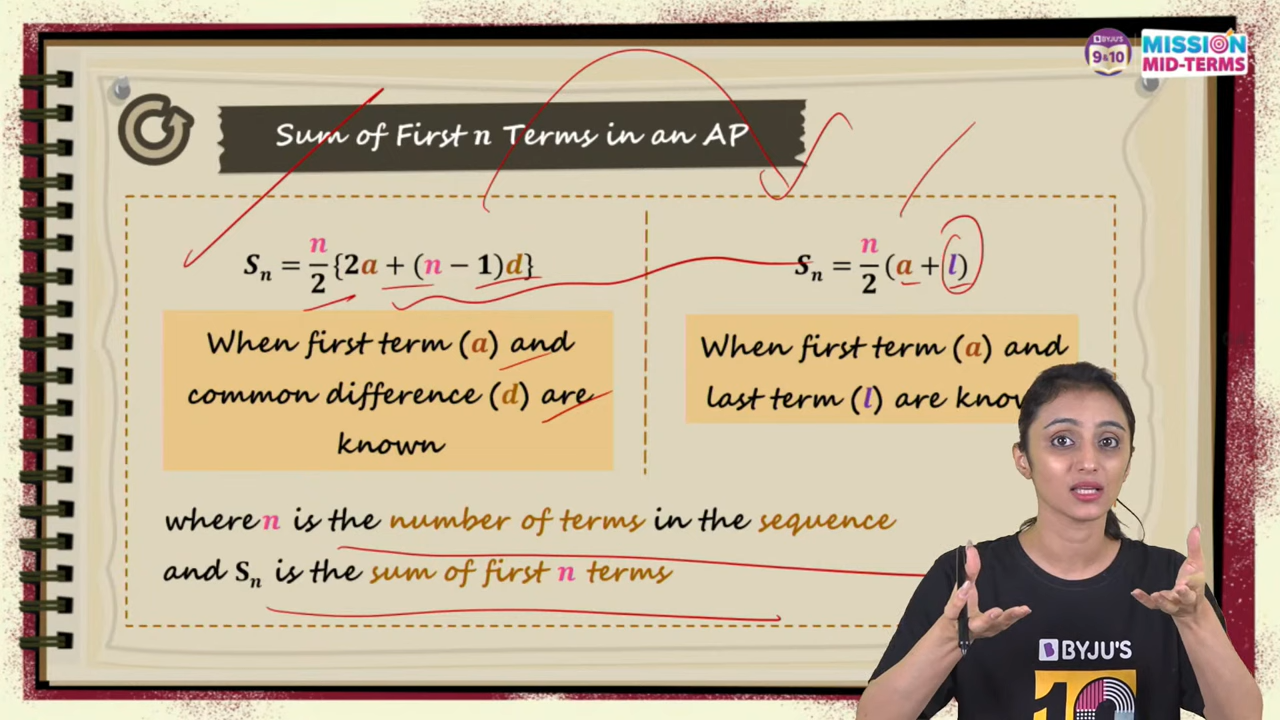 BYJU'S
9&10
MISSION
MID-TERMS
Sum of First n Terms in an AP
Sₙ = n/2 {2a + (n − 1)d}
When first term (a) and
common difference (d) are
known
Sₙ = n/2 (a + l)
When first term (a) and
last term (l) are
where n is the number of terms in the sequence
and Sₙ is the sum of first n terms
BYJU'S
10